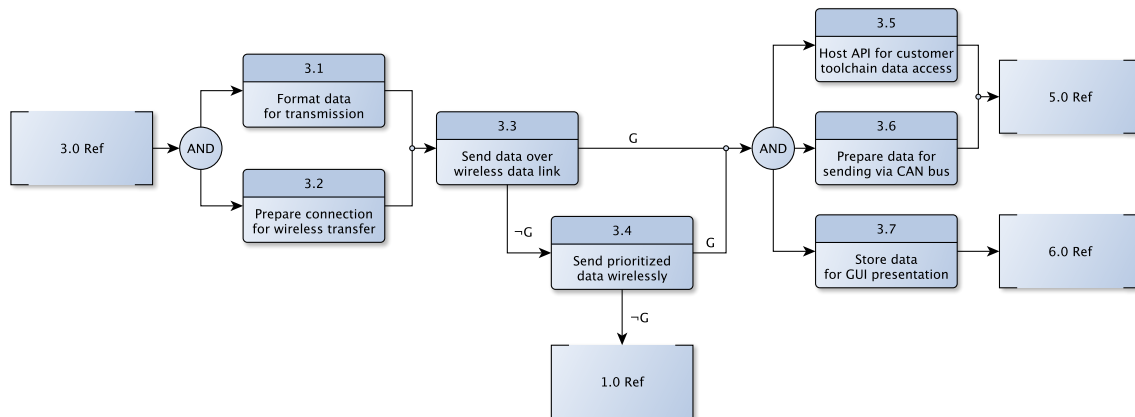 3.0 Ref
AND
3.1
Format data
for transmission
3.2
Prepare connection
for wireless transfer
3.3
Send data over
wireless data link
G
¬G
3.4
Send prioritized
data wirelessly
G
¬G
1.0 Ref
AND
3.5
Host API for customer
toolchain data access
3.6
Prepare data for
sending via CAN bus
3.7
Store data
for GUI presentation
5.0 Ref
6.0 Ref